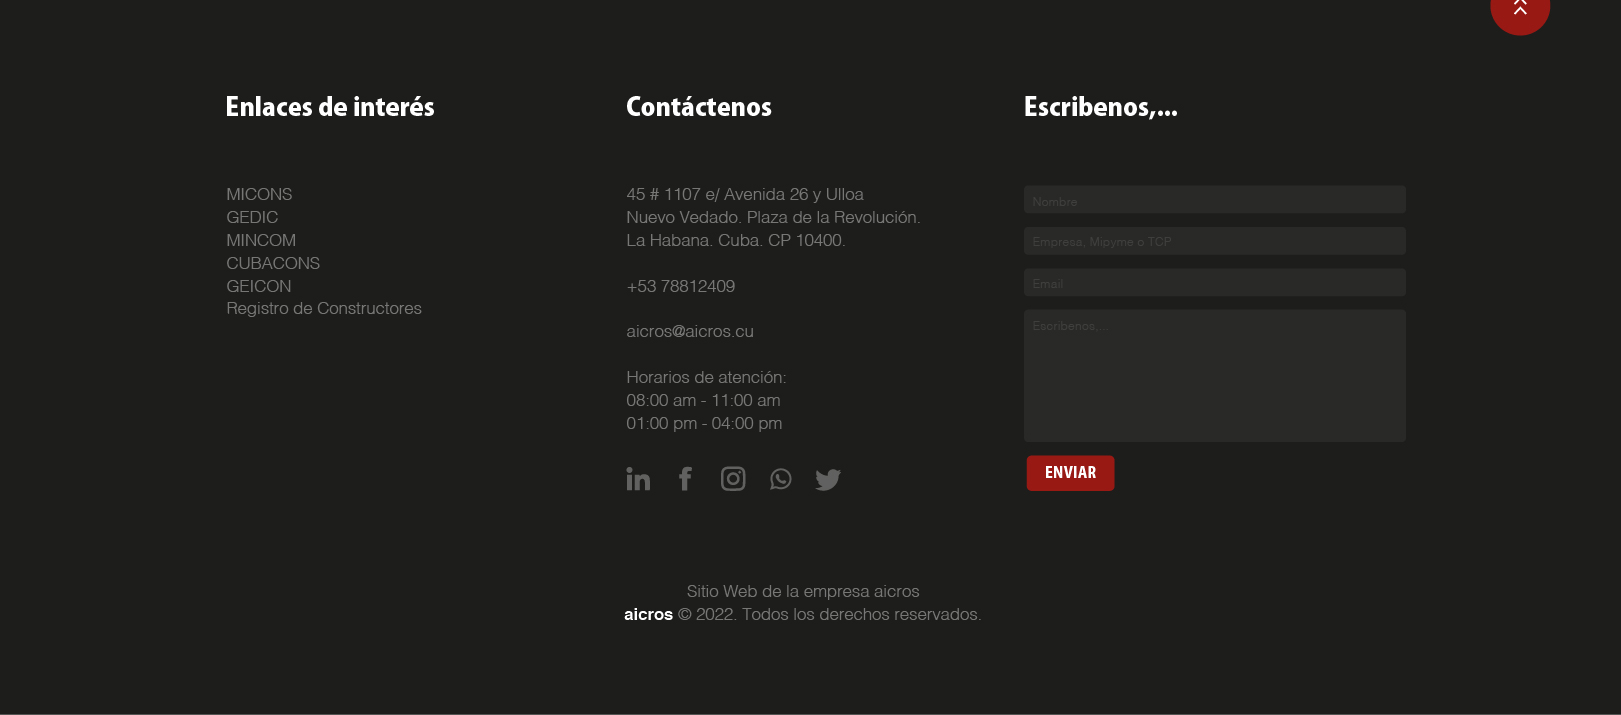 Enlaces de interés
MICONS
GEDIC
MINCOM
CUBACONS
GEICON
Registro de Constructores
Contáctenos
45 # 1107 e/ Avenida 26 y Ulloa
Nuevo Vedado. Plaza de la Revolución.
La Habana. Cuba. CP 10400.
+53 78812409
aicros@aicros.cu
Horarios de atención:
08:00 am - 11:00 am
01:00 pm - 04:00 pm
Escribenos,...
Nombre
Empresa, Mipyme o TCP
Email
Escribenos,...
ENVIAR
Sitio Web de la empresa aicros
aicros © 2022. Todos los derechos reservados.